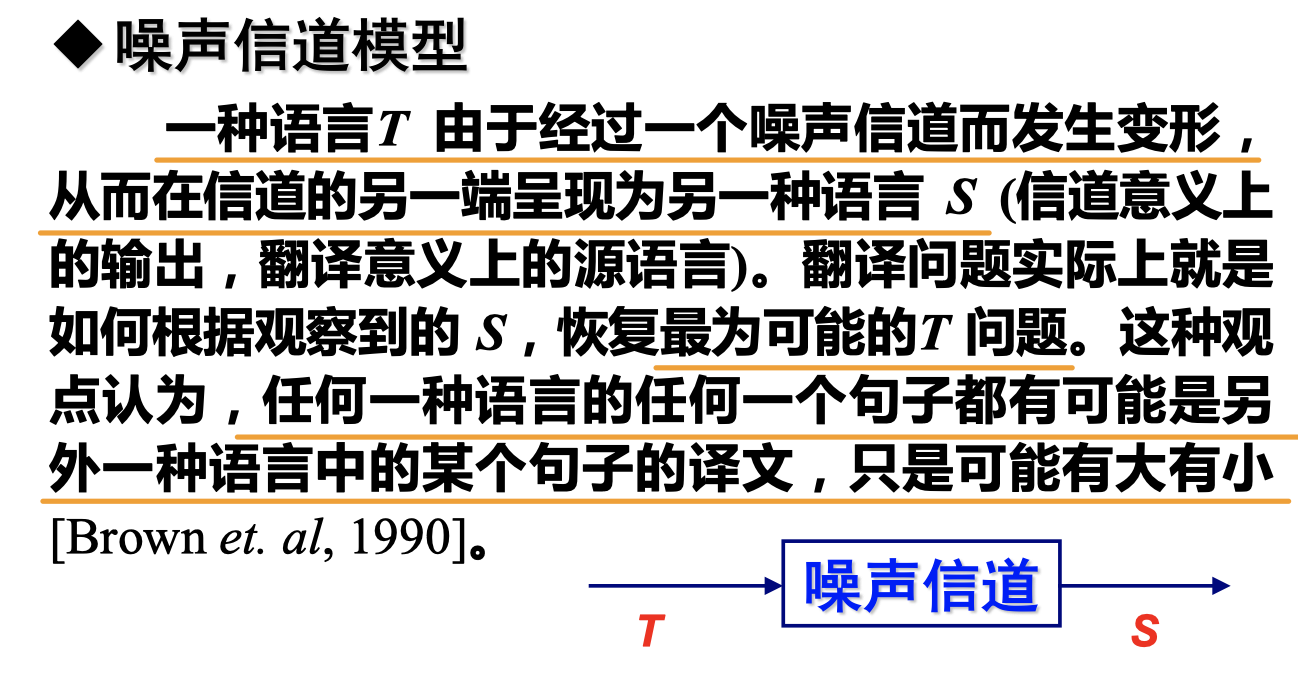 ◆ 噪声信道模型
一种语言T 由于经过一个噪声信道而发生变形，
从而在信道的另一端呈现为另一种语言 S (信道意义上
的输出，翻译意义上的源语言)。翻译问题实际上就是
如何根据观察到的 S，恢复最为可能的T 问题。这种观
点认为，任何一种语言的任何一个句子都有可能是另
外一种语言中的某个句子的译文，只是可能有大有小
[Brown et. al, 1990]。
噪声信道
T
S